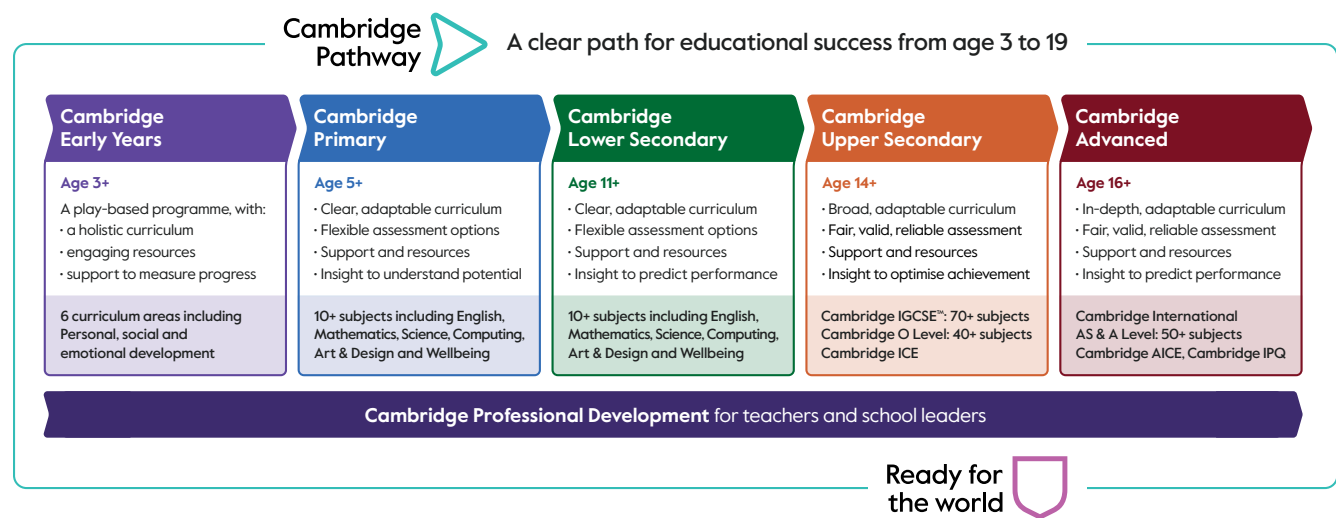 Cambridge
Pathway
A clear path for educational success from age 3 to 19
Cambridge
Early Years
Age 3+
A play-based programme, with:
· a holistic curriculum
· engaging resources
· support to measure progress
6 curriculum areas including
Personal, social and
emotional development
Cambridge
Primary
Age 5+
· Clear, adaptable curriculum
· Flexible assessment options
· Support and resources
· Insight to understand potential
10+ subjects including English,
Mathematics, Science, Computing,
Art & Design and Wellbeing
Cambridge
Lower Secondary
Age 11+
· Clear, adaptable curriculum
· Flexible assessment options
· Support and resources
· Insight to predict performance
10+ subjects including English,
Mathematics, Science, Computing,
Art & Design and Wellbeing
Cambridge
Upper Secondary
Age 14+
· Broad, adaptable curriculum
· Fair, valid, reliable assessment
· Support and resources
· Insight to optimise achievement
Cambridge IGCSE™: 70+ subjects
Cambridge O Level: 40+ subjects
Cambridge ICE
Cambridge
Advanced
Age 16+
· In-depth, adaptable curriculum
· Fair, valid, reliable assessment
· Support and resources
· Insight to predict performance
Cambridge International
AS & A Level: 50+ subjects
Cambridge AICE, Cambridge IPQ
Cambridge Professional Development for teachers and school leaders
Ready for
the world